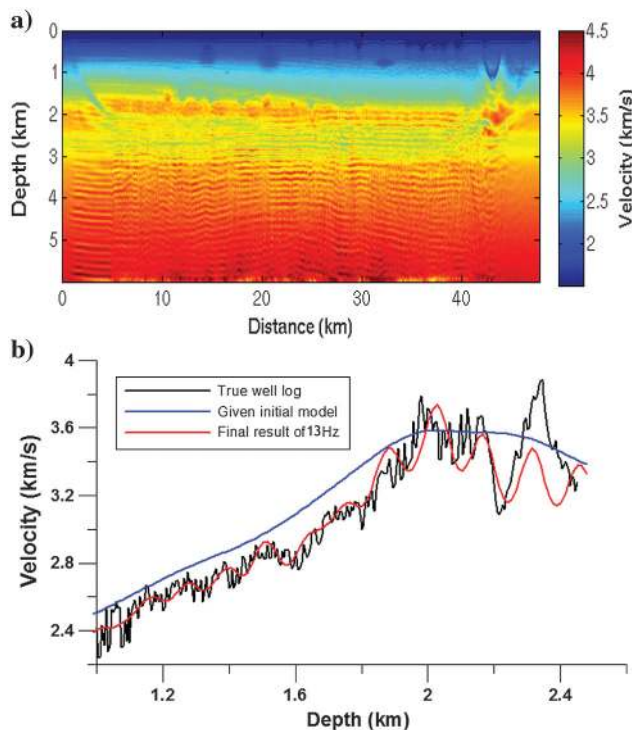 a)
0
1
2
3
4
5
Depth (km)
0
10
20
30
40
Distance (km)
4.5
4
3.5
3
2.5
2
Velocity (km/s)
b)
4
3.6
3.2
2.8
2.4
Velocity (km/s)
True well log
Given initial model
Final result of 13Hz
1.2
1.6
2
2.4
Depth (km)